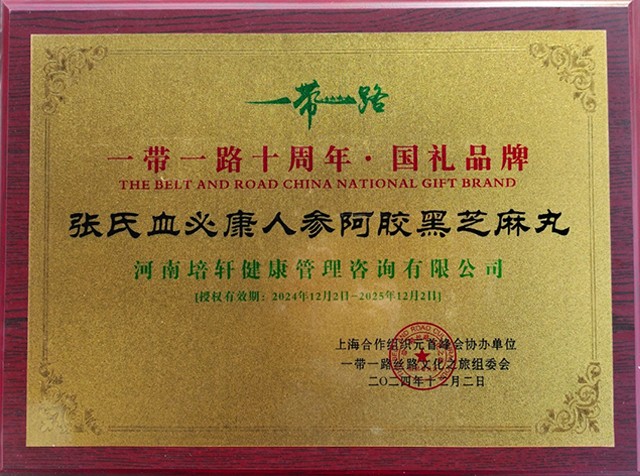 一带一路
一带一路十周年·国礼品牌
THE BELT AND ROAD CHINA NATIONAL GIFT BRAND
张氏血必康人参阿胶黑芝麻丸
河南培轩健康管理咨询有限公司
[授权有效期：2024年12月2日-2025年12月2日]
上海合作组织元首峰会协办单位
一带一路丝路文化之旅组委会
二〇二四年十二月二日